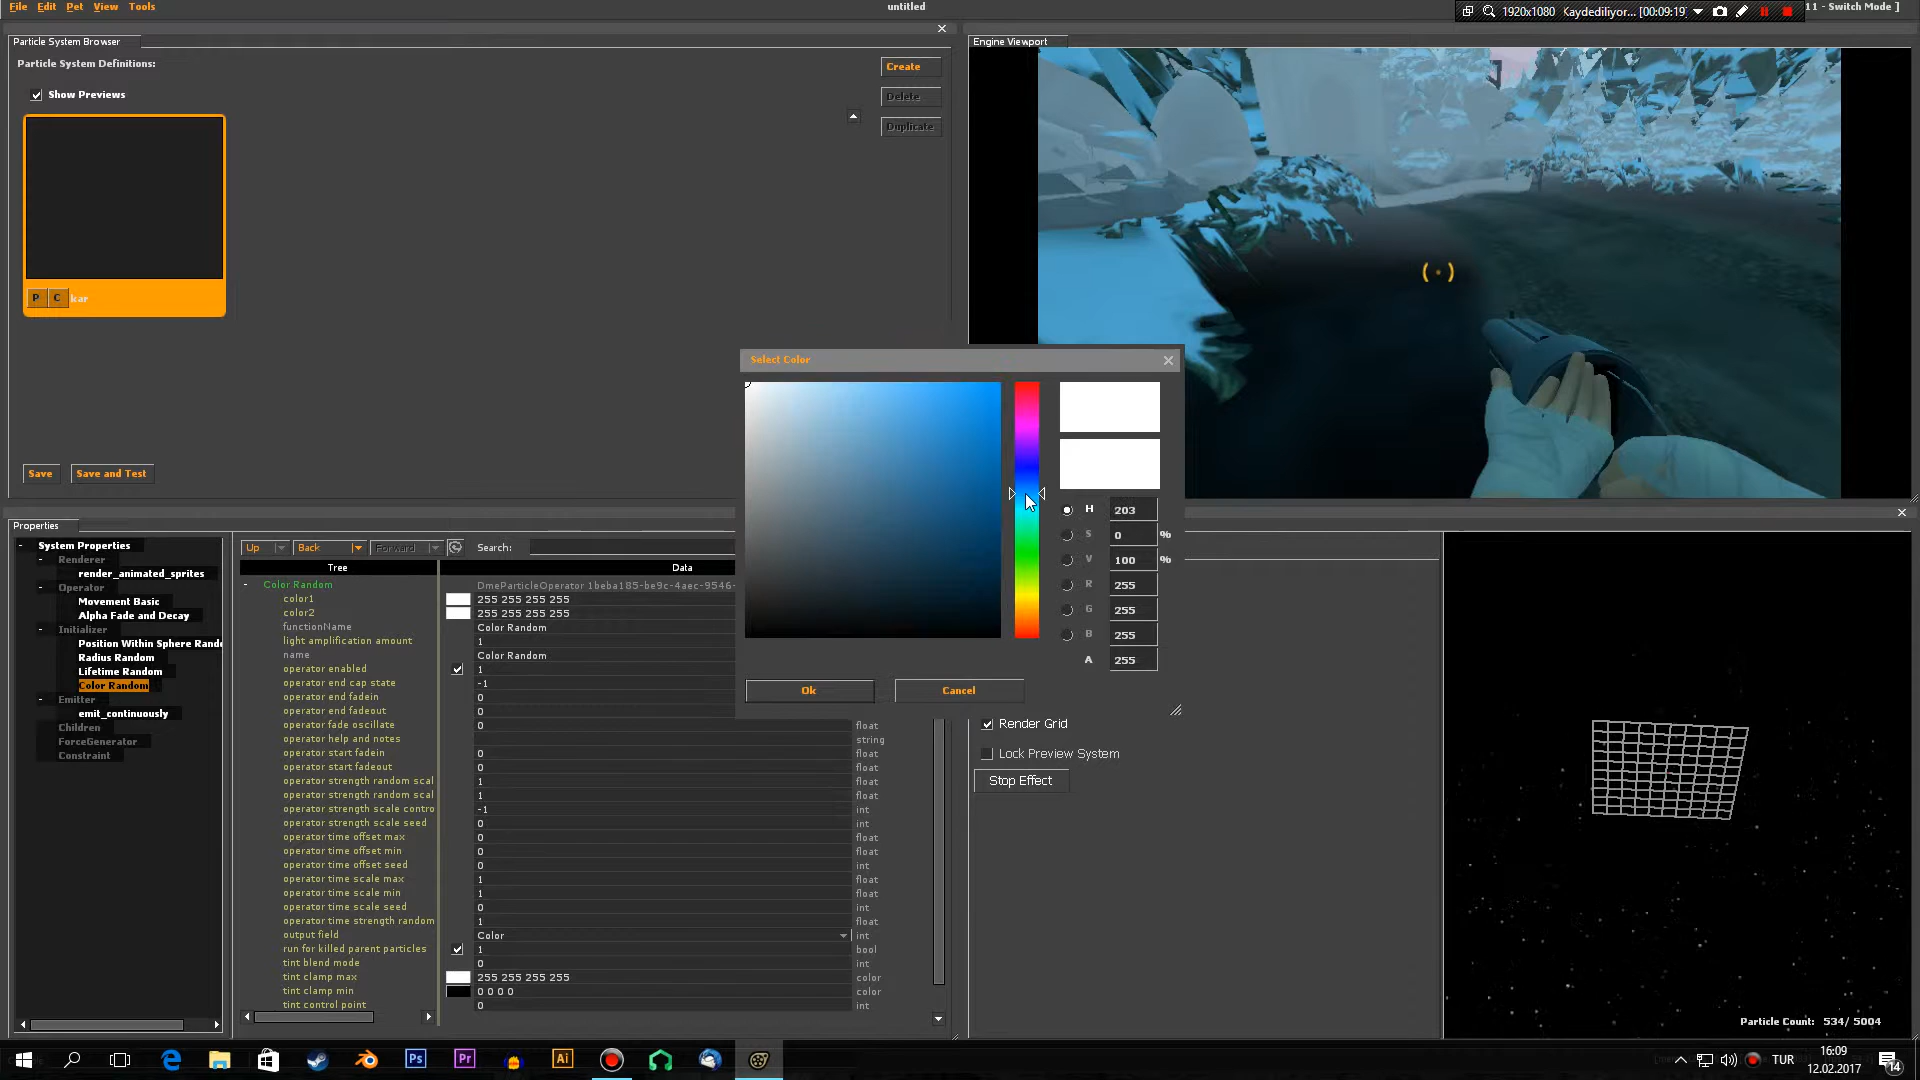 File Edit Pet View Tools
untitled
1920x1080 Kaydediliyor... [00:09:19]
11 - Switch Mode ]
Particle System Browser
Engine Viewport
Particle System Definitions:
Create
Show Previews
Delete
Duplicate
P C kar
Save
Save and Test
Select Color
H 203
S 0 %
V 100 %
R 255
G 255
B 255
A 255
Ok
Cancel
Properties
System Properties
Renderer
render_animated_sprites
Operator
Movement Basic
Alpha Fade and Decay
Initializer
Position Within Sphere Rando
Radius Random
Lifetime Random
Color Random
Emitter
emit_continuously
Children
ForceGenerator
Constraint
Up Back Forward Search:
Tree Data
Color Random DmeParticleOperator 1beba185-be9c-4aec-9546-
color1 255 255 255 255
color2 255 255 255 255
functionName Color Random
light amplification amount 1
name Color Random
operator enabled 1
operator end cap state -1
operator end fadein 0
operator end fadeout 0
operator fade oscillate 0 float
operator help and notes string
operator start fadein 0 float
operator start fadeout 0 float
operator strength random scal 1 float
operator strength random scal 1 float
operator strength scale contro -1 int
operator strength scale seed 0 int
operator time offset max 0 float
operator time offset min 0 float
operator time offset seed 0 int
operator time scale max 1 float
operator time scale min 1 float
operator time scale seed 0 int
operator time strength random 1 float
output field Color int
run for killed parent particles 1 bool
tint blend mode 0 int
tint clamp max 255 255 255 255 color
tint clamp min 0 0 0 0 color
tint control point 0 int
Render Grid
Lock Preview System
Stop Effect
Particle Count: 534/ 5004
Ps Pr Ai
TUR
16:09
12.02.2017
14